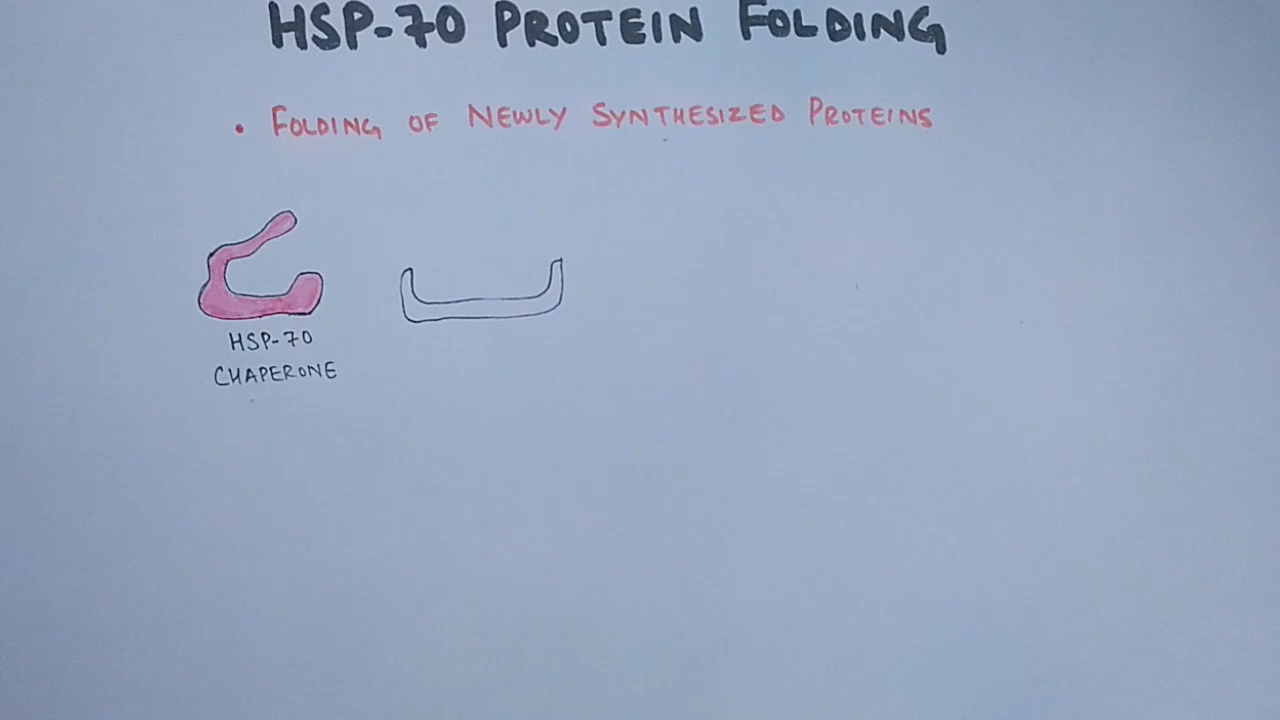 HSP-70 PROTEIN FOLDING
• FOLDING OF NEWLY SYNTHESIZED PROTEINS
HSP-70
CHAPERONE